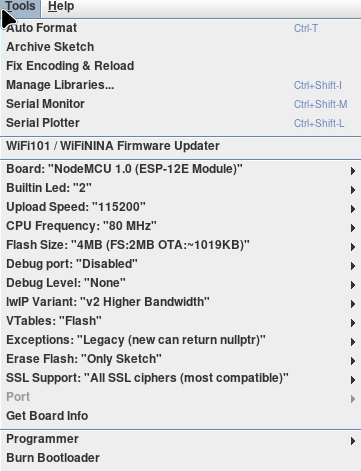 Tools Help
Auto Format Ctrl-T
Archive Sketch
Fix Encoding & Reload
Manage Libraries... Ctrl+Shift-I
Serial Monitor Ctrl+Shift-M
Serial Plotter Ctrl+Shift-L
WiFi101 / WiFiNINA Firmware Updater
Board: "NodeMCU 1.0 (ESP-12E Module)"
Builtin Led: "2"
Upload Speed: "115200"
CPU Frequency: "80 MHz"
Flash Size: "4MB (FS:2MB OTA:~1019KB)"
Debug port: "Disabled"
Debug Level: "None"
lwIP Variant: "v2 Higher Bandwidth"
VTables: "Flash"
Exceptions: "Legacy (new can return nullptr)"
Erase Flash: "Only Sketch"
SSL Support: "All SSL ciphers (most compatible)"
Port
Get Board Info
Programmer
Burn Bootloader